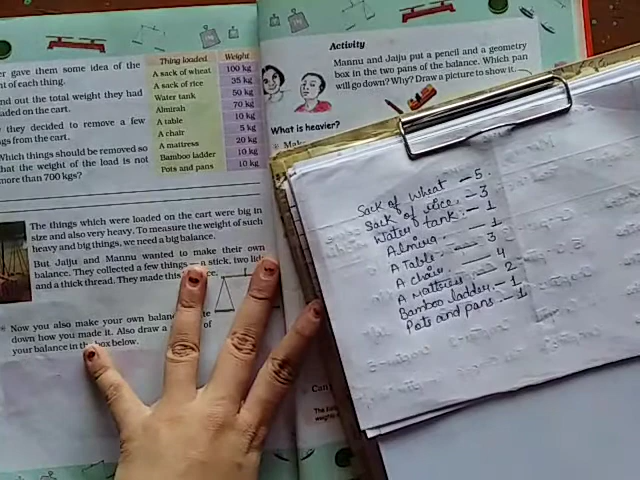 er gave them some idea of the
nt of each thing.
nd out the total weight they had
aded on the cart.
they decided to remove a few
gs from the cart.
Which things should be removed so
hat the weight of the load is not
more than 700 kgs?
Thing loaded Weight
A sack of wheat 100 kg
A sack of rice 35 kg
Water tank 50 kg
Almirah 70 kg
A table 10 kg
A chair 5 kg
A mattress 20 kg
Bamboo ladder 10 kg
Pots and pans 10 kg
The things which were loaded on the cart were big in
size and also very heavy. To measure the weight of such
heavy and big things, we need a big balance.
But Jaiju and Mannu wanted to make their own
balance. They collected a few things — a stick, two lids
and a thick thread. They made this
Now you also make your own balan
down how you made it. Also draw a of
your balance in the box below.
Activity
Mannu and Jaiju put a pencil and a geometry
box in the two pans of the balance. Which pan
will go down? Why? Draw a picture to show it.
What is heavier?
Mak
Can
Sack of wheat – 5.
Sack of rice. – 3
Water tank. – 1
Almira. — 1
A Table. — 3
A chair. — 4
A Mattress – 2
Bamboo ladder. – 1
Pots and pans. – 1